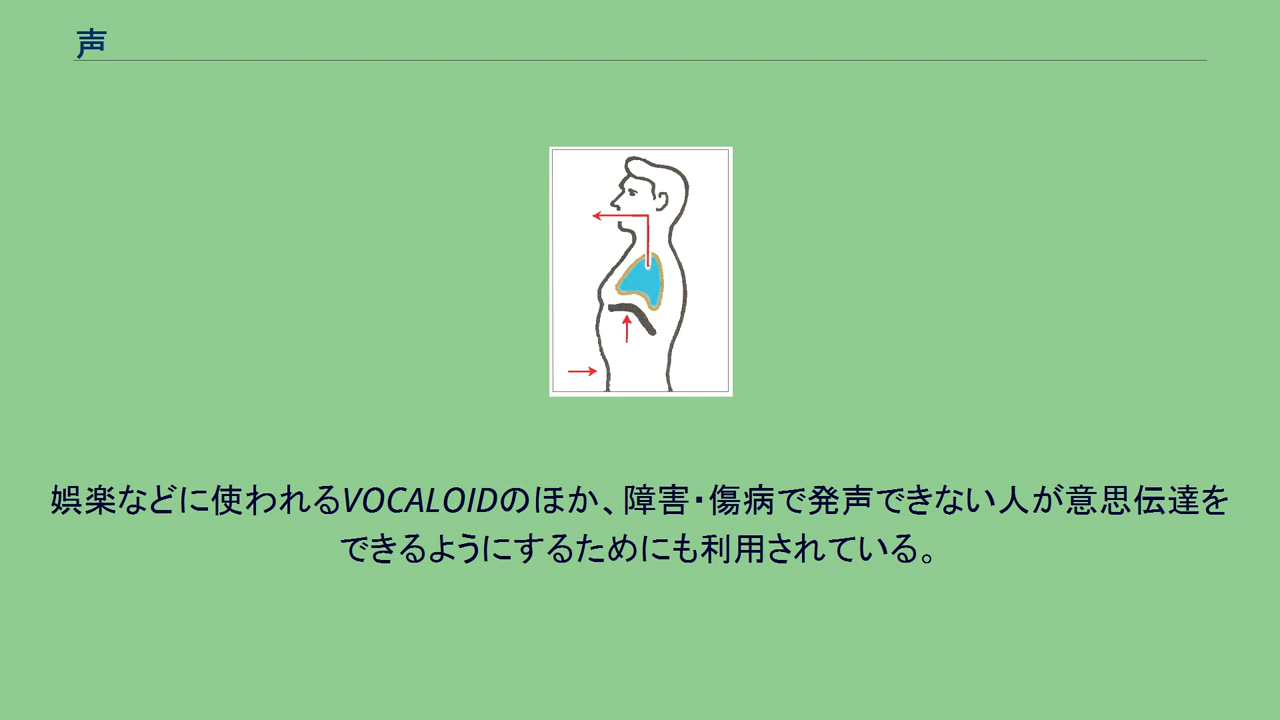 声
娯楽などに使われるVOCALOIDのほか、障害・傷病で発声できない人が意思伝達を
できるようにするためにも利用されている。